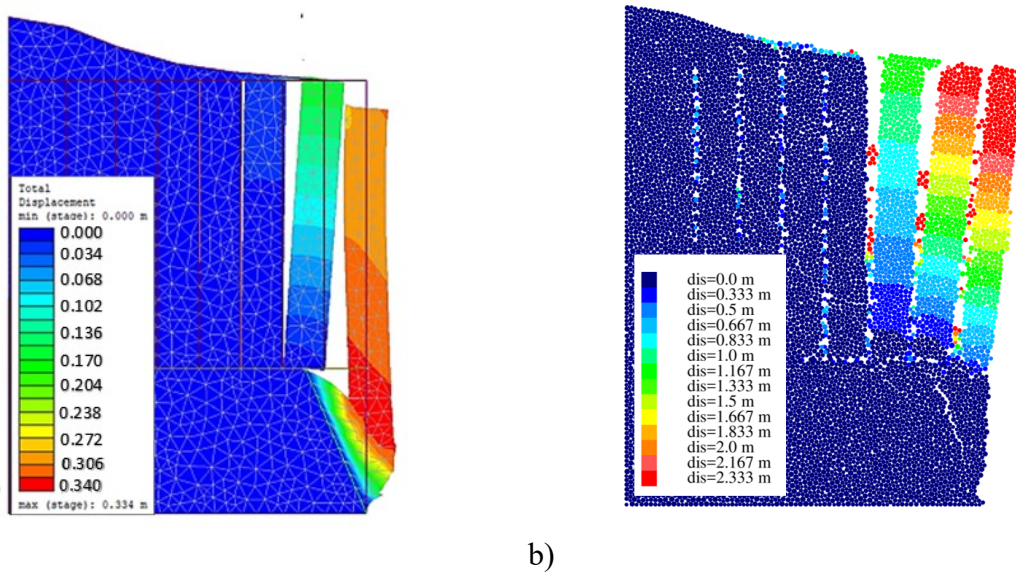 Total
Displacement
min (stage): 0.000 m
0.000
0.034
0.068
0.102
0.136
0.170
0.204
0.238
0.272
0.306
0.340
max (stage): 0.334 m
dis=0.0 m
dis=0.333 m
dis=0.5 m
dis=0.667 m
dis=0.833 m
dis=1.0 m
dis=1.167 m
dis=1.333 m
dis=1.5 m
dis=1.667 m
dis=1.833 m
dis=2.0 m
dis=2.167 m
dis=2.333 m
b)